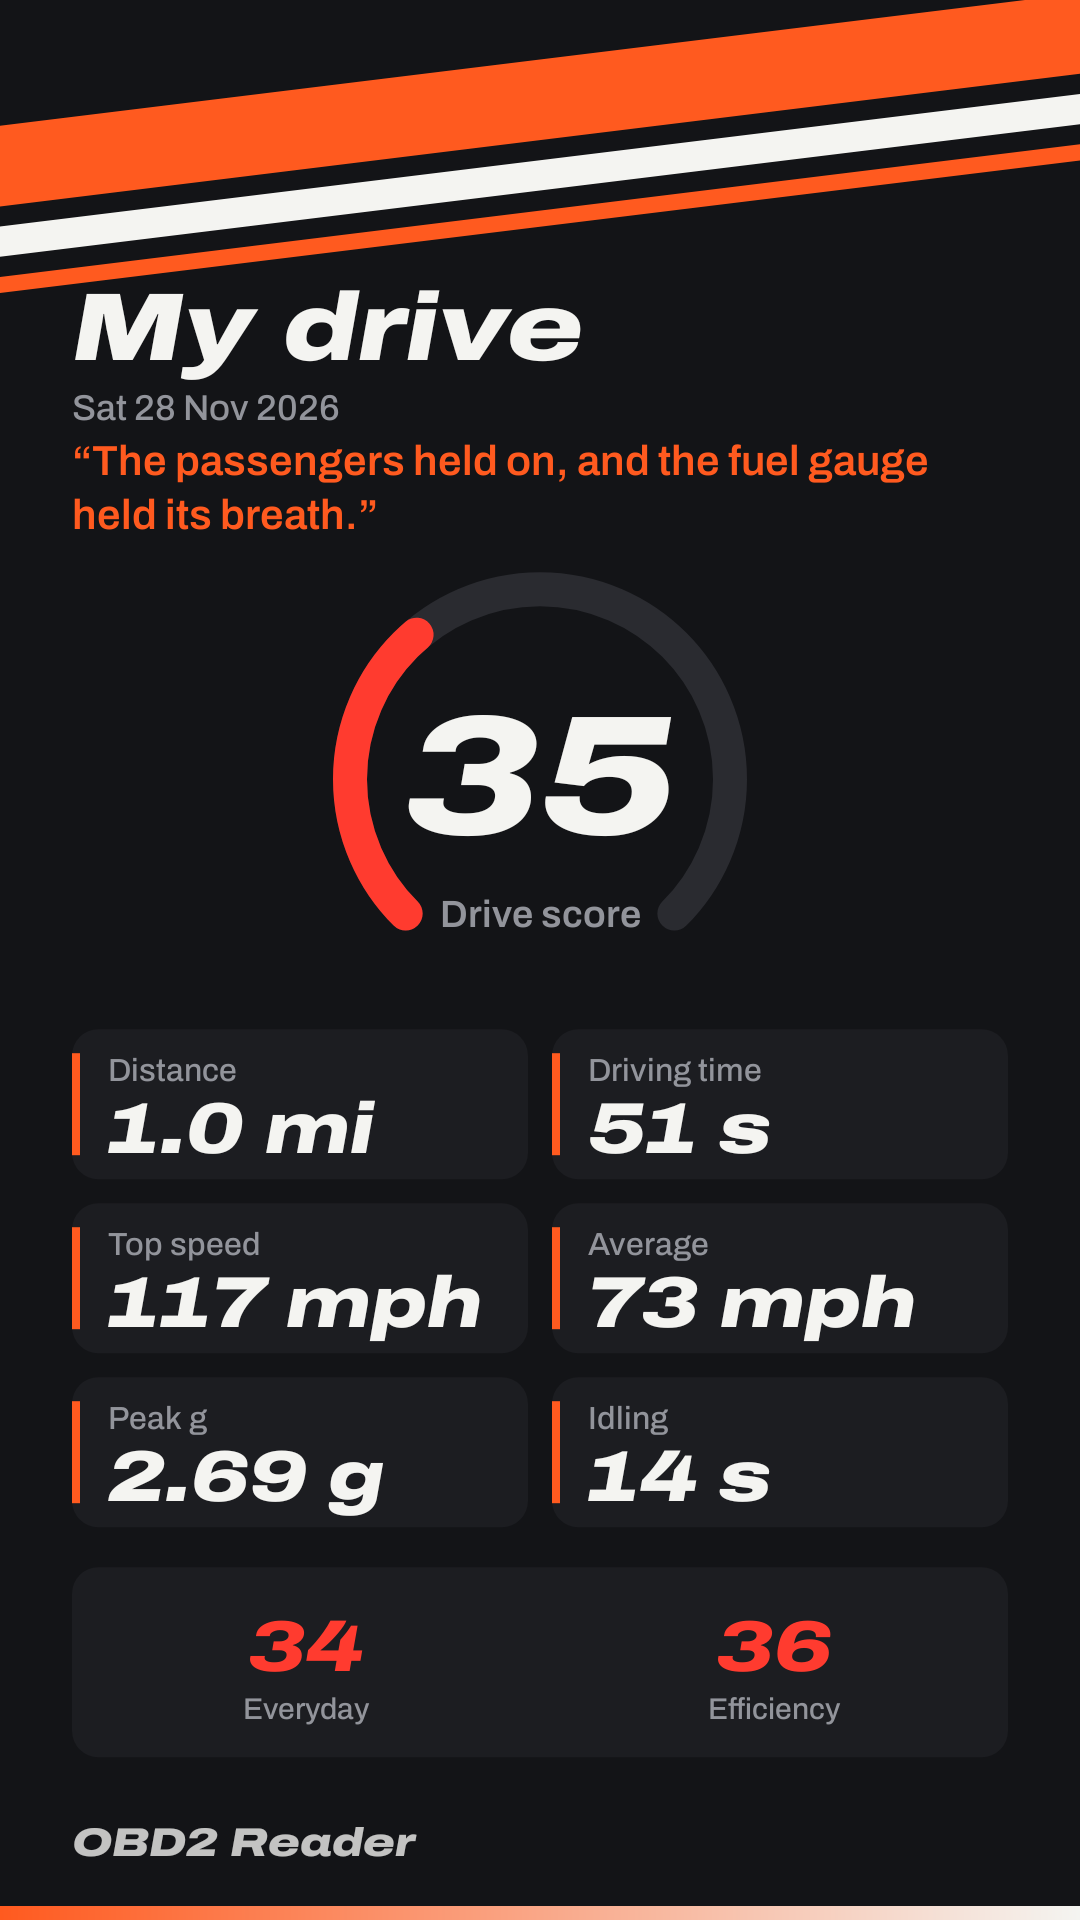 My drive
Sat 28 Nov 2026
“The passengers held on, and the fuel gauge
held its breath.”
35
Drive score
Distance
1.0 mi
Driving time
51 s
Top speed
117 mph
Average
73 mph
Peak g
2.69 g
Idling
14 s
34
Everyday
36
Efficiency
OBD2 Reader